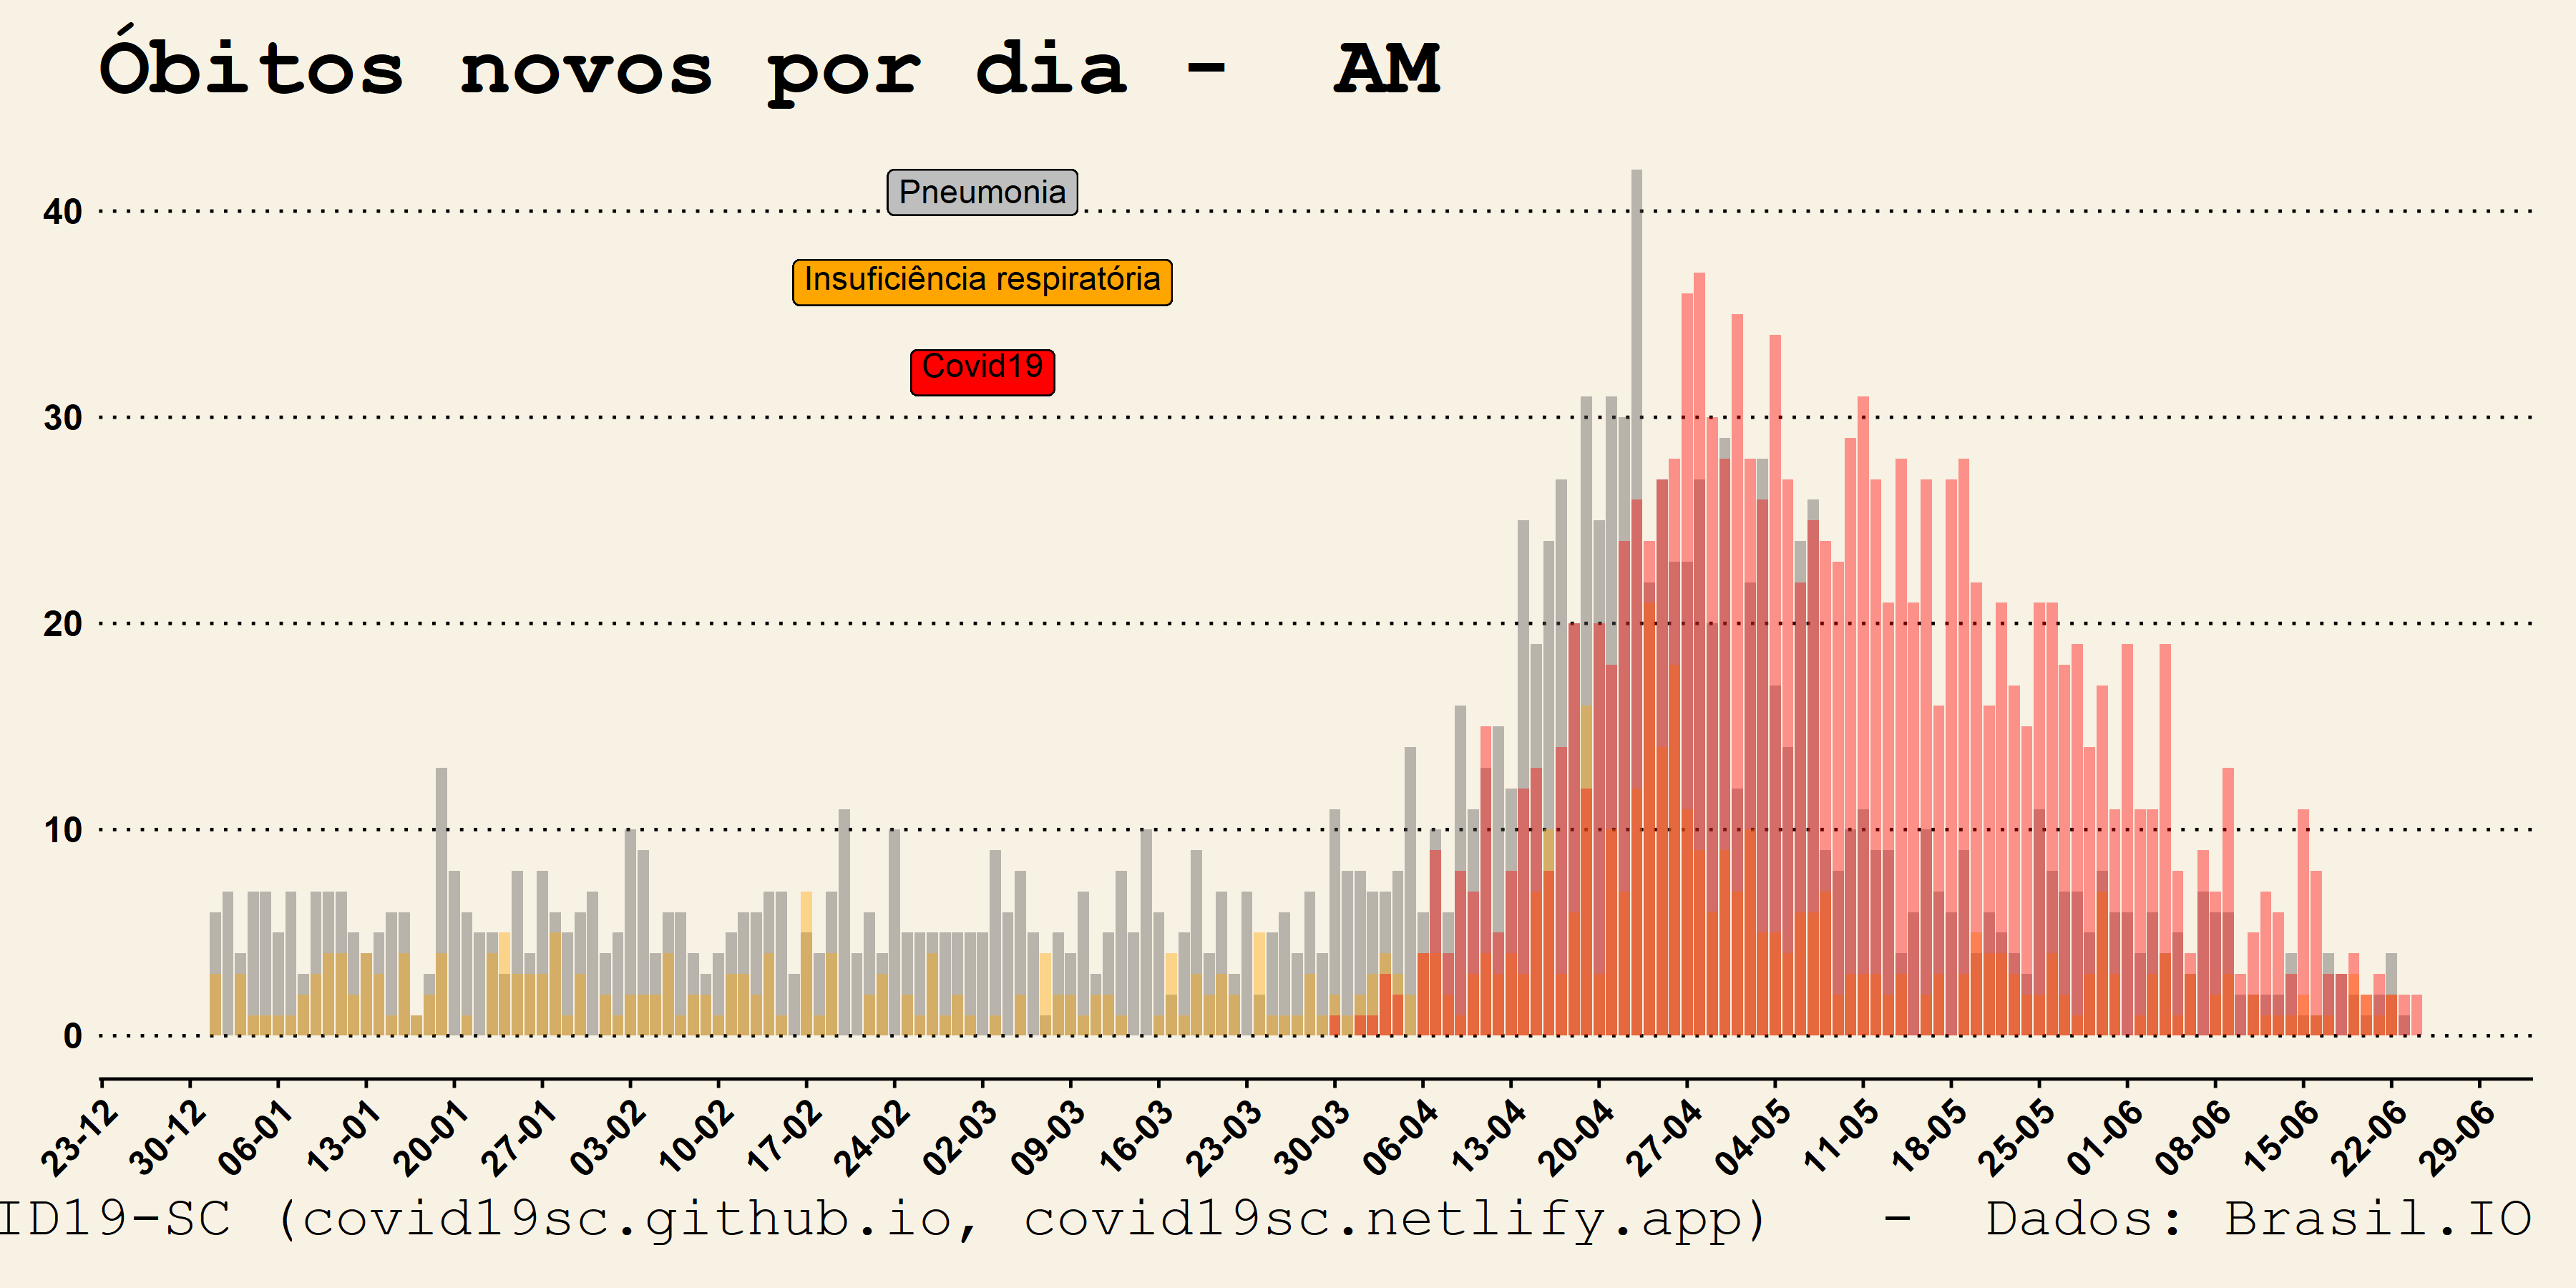 Óbitos novos por dia - AM
Pneumonia
Insuficiência respiratória
Covid19
40
30
20
10
0
23-12 30-12 06-01 13-01 20-01 27-01 03-02 10-02 17-02 24-02 02-03 09-03 16-03 23-03 30-03 06-04 13-04 20-04 27-04 04-05 11-05 18-05 25-05 01-06 08-06 15-06 22-06 29-06
ID19-SC (covid19sc.github.io, covid19sc.netlify.app) - Dados: Brasil.IO